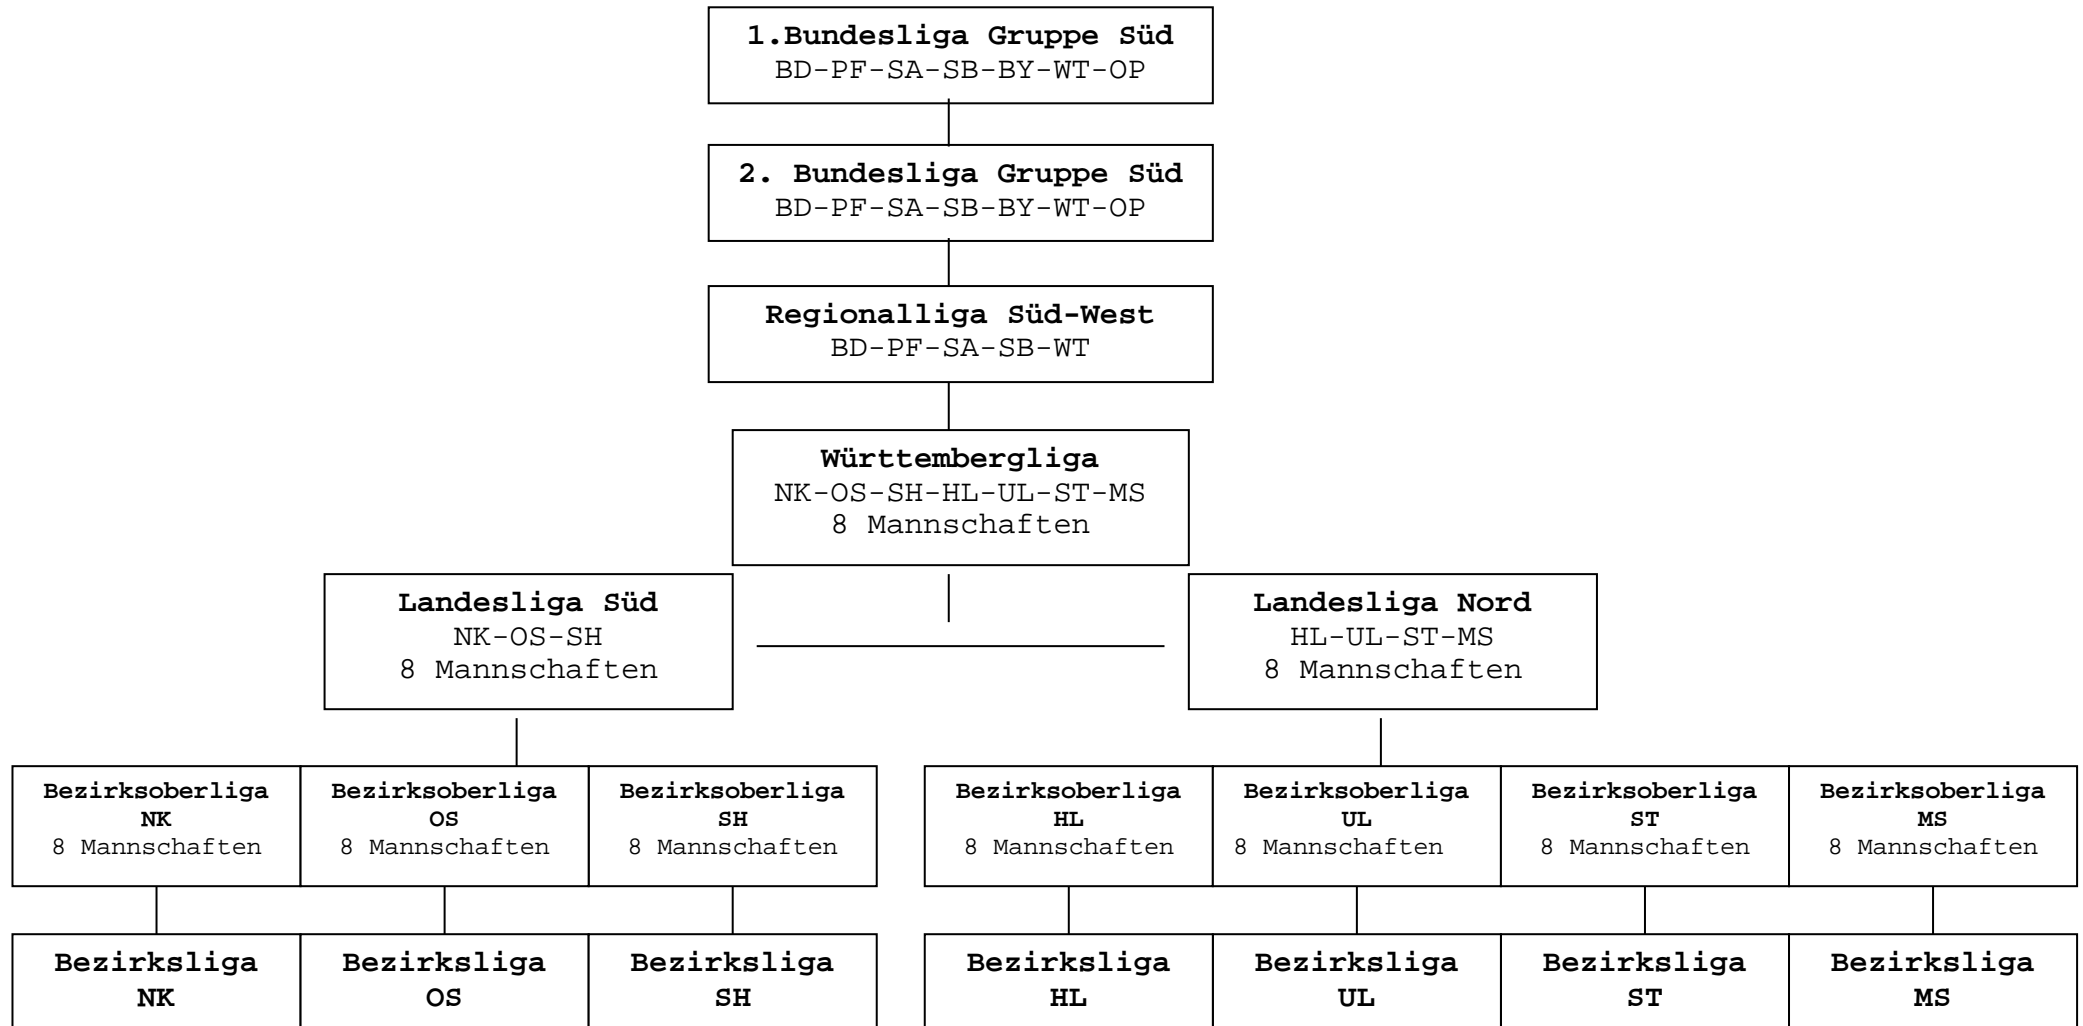 1.Bundesliga Gruppe Süd
BD-PF-SA-SB-BY-WT-OP
2. Bundesliga Gruppe Süd
BD-PF-SA-SB-BY-WT-OP
Regionalliga Süd-West
BD-PF-SA-SB-WT
Württembergliga
NK-OS-SH-HL-UL-ST-MS
8 Mannschaften
Landesliga Süd
NK-OS-SH
8 Mannschaften
Landesliga Nord
HL-UL-ST-MS
8 Mannschaften
Bezirksoberliga
NK
8 Mannschaften
Bezirksoberliga
OS
8 Mannschaften
Bezirksoberliga
SH
8 Mannschaften
Bezirksoberliga
HL
8 Mannschaften
Bezirksoberliga
UL
8 Mannschaften
Bezirksoberliga
ST
8 Mannschaften
Bezirksoberliga
MS
8 Mannschaften
Bezirksliga
NK
Bezirksliga
OS
Bezirksliga
SH
Bezirksliga
HL
Bezirksliga
UL
Bezirksliga
ST
Bezirksliga
MS